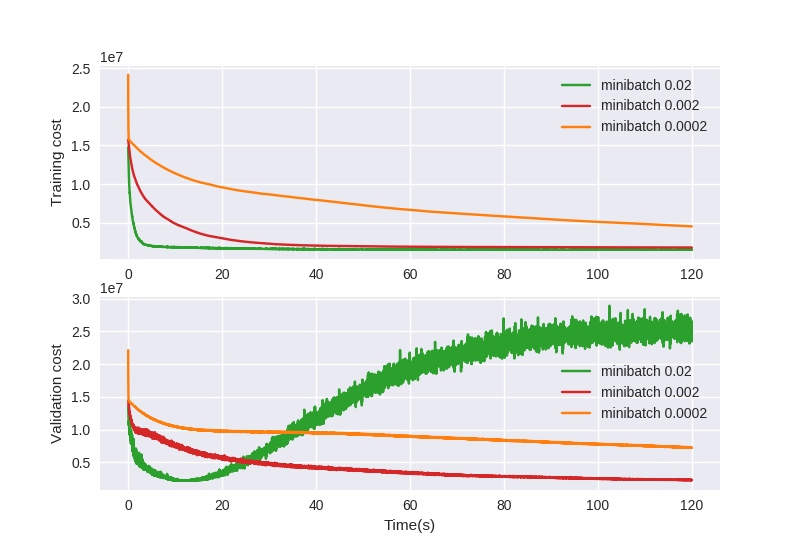 1e7
2.5
2.0
1.5
1.0
0.5
Training cost
minibatch 0.02
minibatch 0.002
minibatch 0.0002
0 20 40 60 80 100 120
1e7
3.0
2.5
2.0
1.5
1.0
0.5
Validation cost
minibatch 0.02
minibatch 0.002
minibatch 0.0002
0 20 40 60 80 100 120
Time(s)